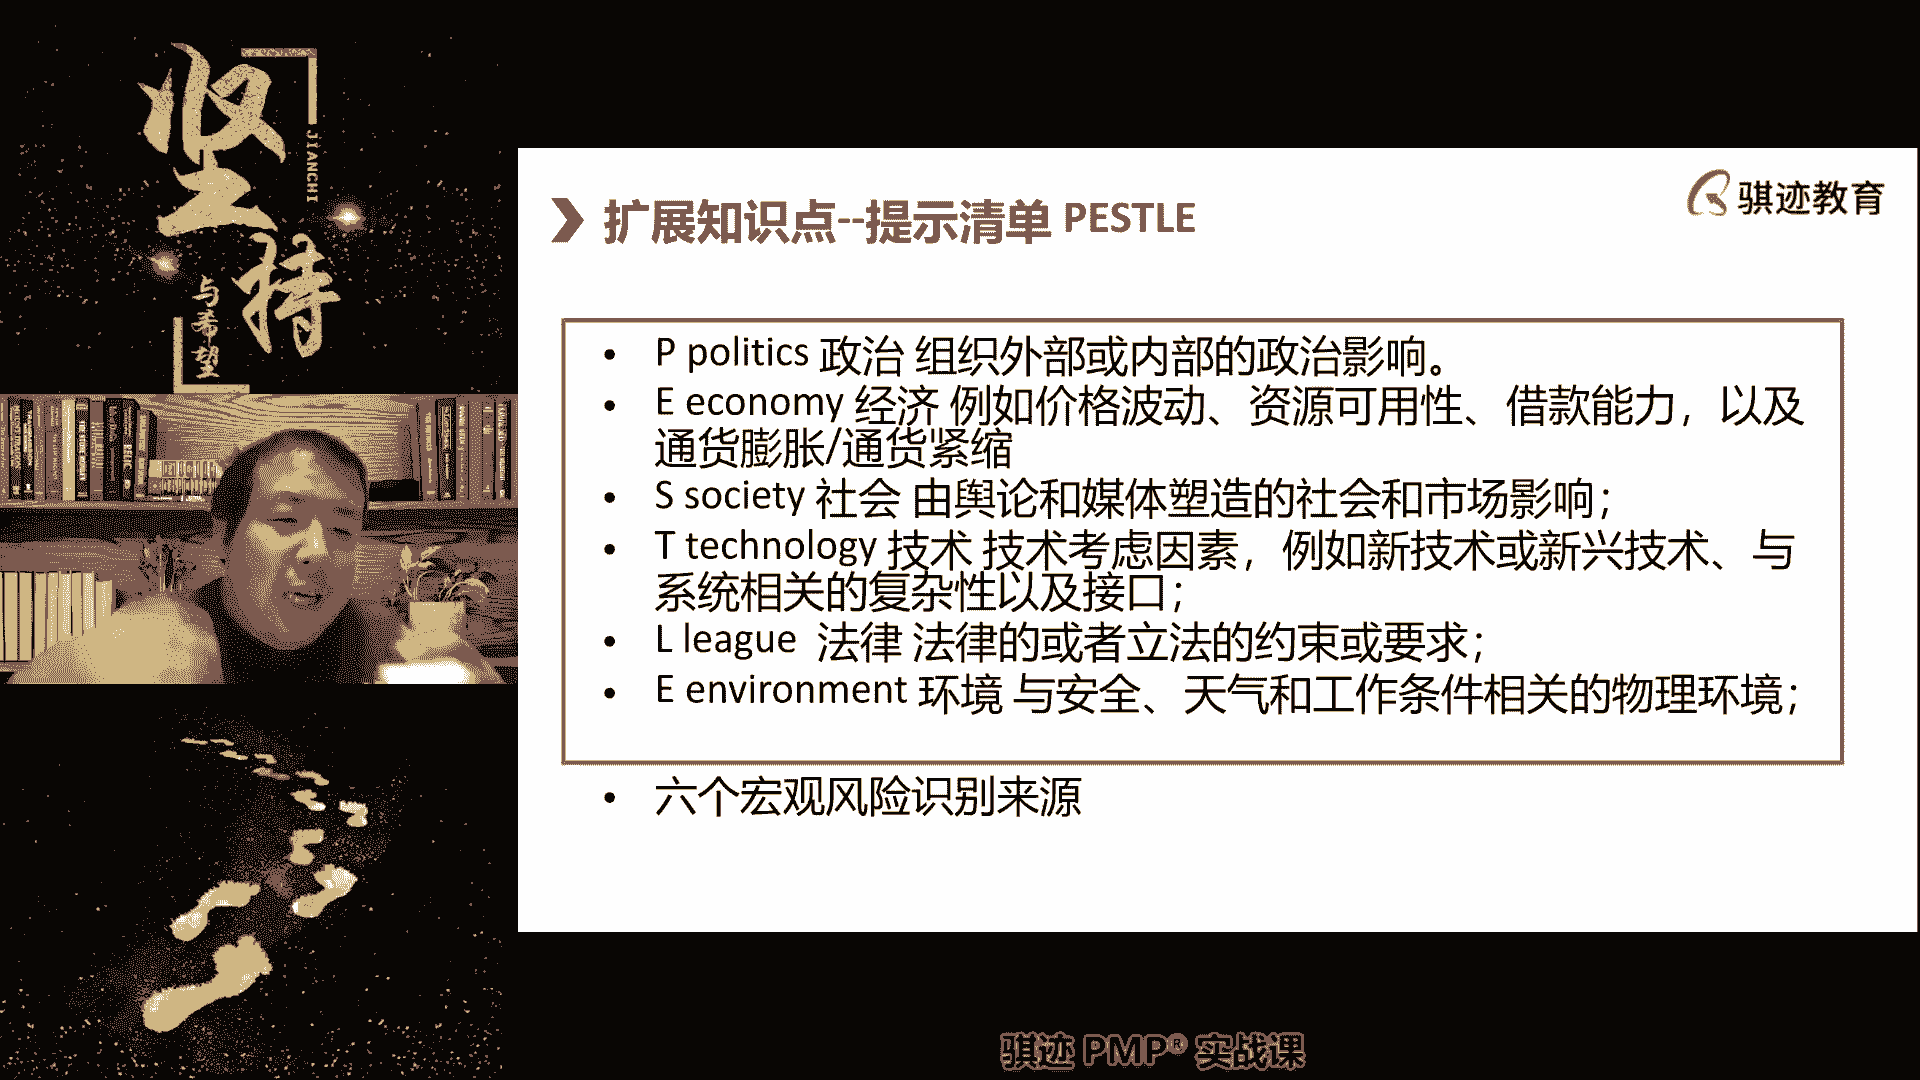 坚持
JIANCHI
与希望
骐迹教育
扩展知识点--提示清单 PESTLE
• P politics 政治 组织外部或内部的政治影响。
• E economy 经济 例如价格波动、资源可用性、借款能力，以及
通货膨胀/通货紧缩
• S society 社会 由舆论和媒体塑造的社会和市场影响；
• T technology 技术 技术考虑因素，例如新技术或新兴技术、与
系统相关的复杂性以及接口；
• L league 法律 法律的或者立法的约束或要求；
• E environment 环境 与安全、天气和工作条件相关的物理环境；
• 六个宏观风险识别来源
骐迹 PMP® 实战课